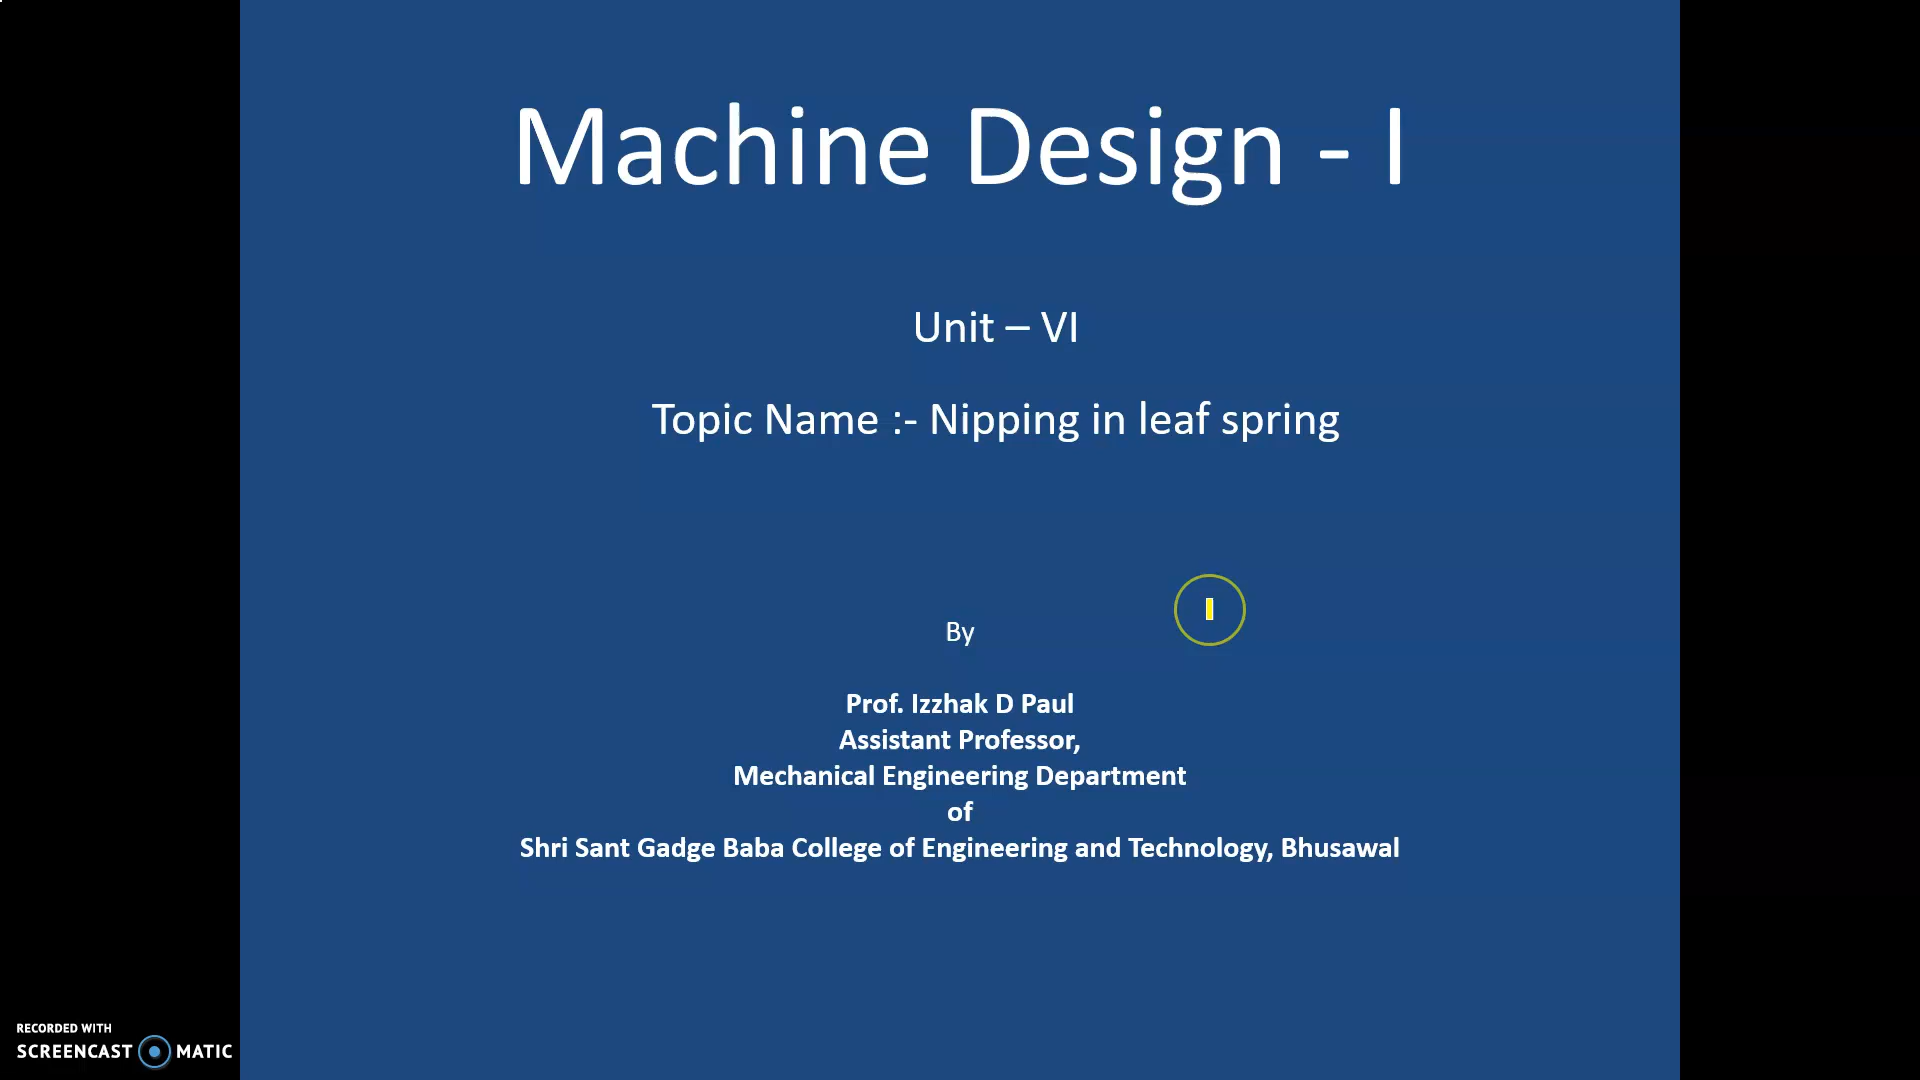 Machine Design - I
Unit – VI
Topic Name :- Nipping in leaf spring
By
Prof. Izzhak D Paul
Assistant Professor,
Mechanical Engineering Department
of
Shri Sant Gadge Baba College of Engineering and Technology, Bhusawal
RECORDED WITH
SCREENCAST MATIC